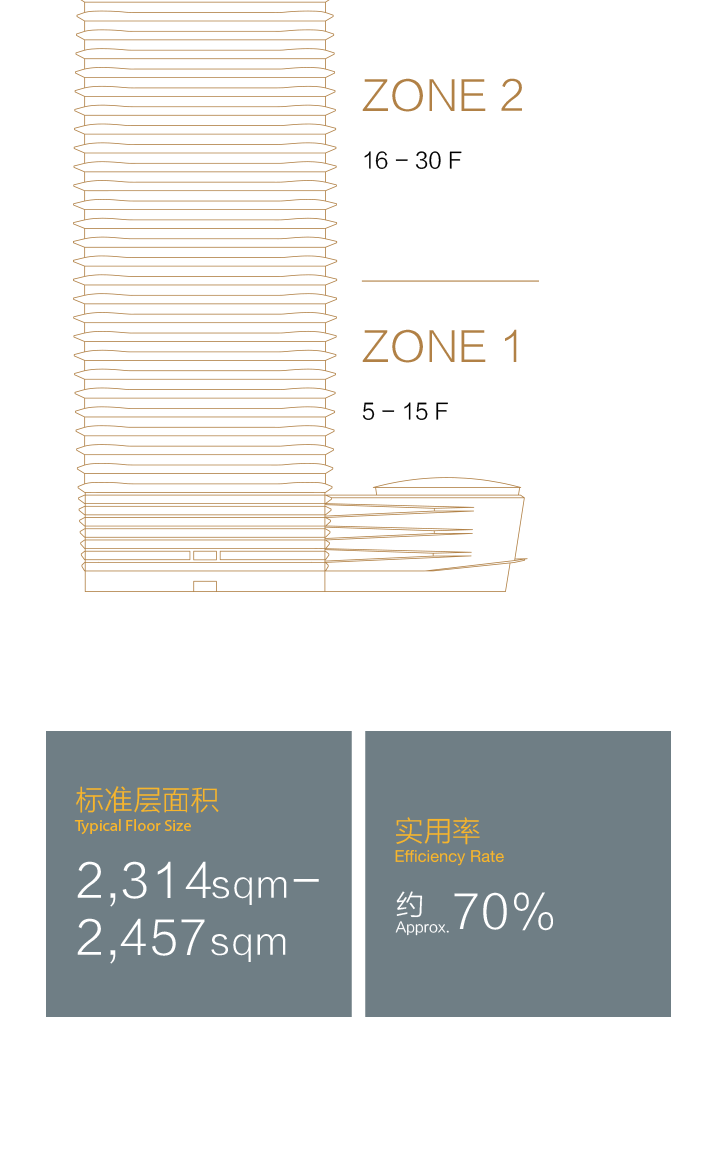 ZONE 2
16 – 30 F
ZONE 1
5 – 15 F
标准层面积
Typical Floor Size
2,314sqm–
2,457sqm
实用率
Efficiency Rate
约
Approx. 70%